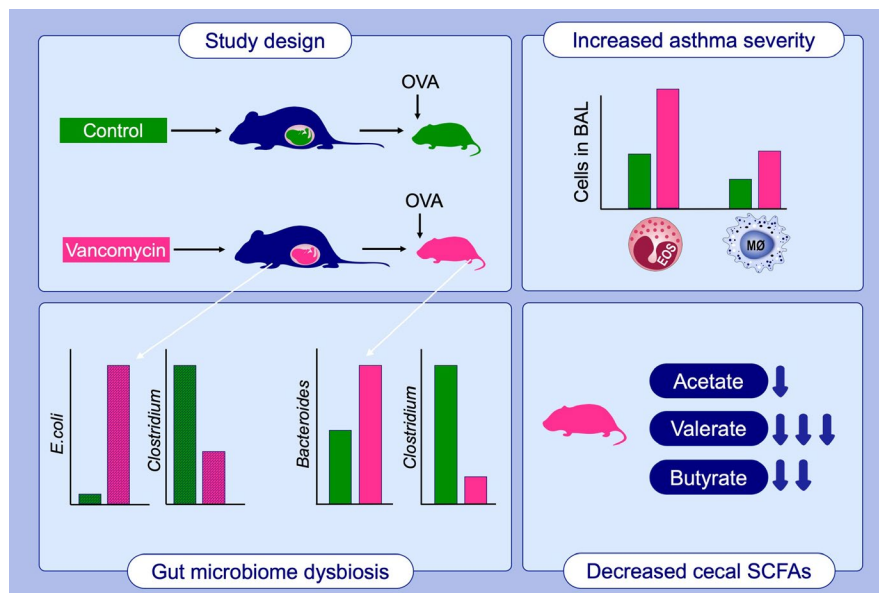 Study design
OVA
Control
OVA
Vancomycin
Increased asthma severity
Cells in BAL
EOS
MØ
E.coli
Clostridium
Bacteroides
Clostridium
Gut microbiome dysbiosis
Acetate
Valerate
Butyrate
Decreased cecal SCFAs